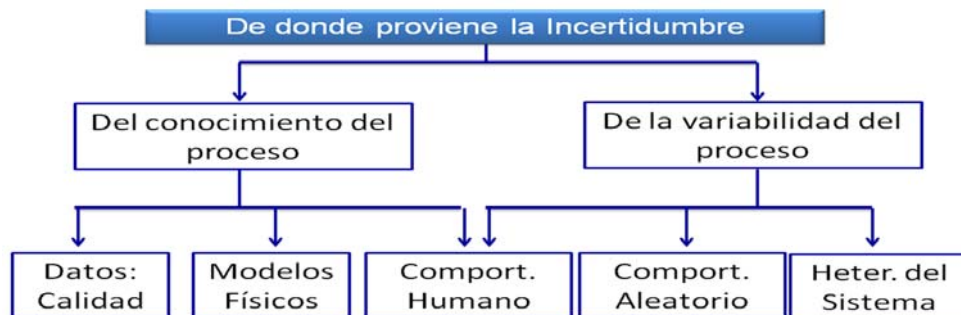 De donde proviene la Incertidumbre
Del conocimiento del
proceso
De la variabilidad del
proceso
Datos:
Calidad
Modelos
Físicos
Comport.
Humano
Comport.
Aleatorio
Heter. del
Sistema